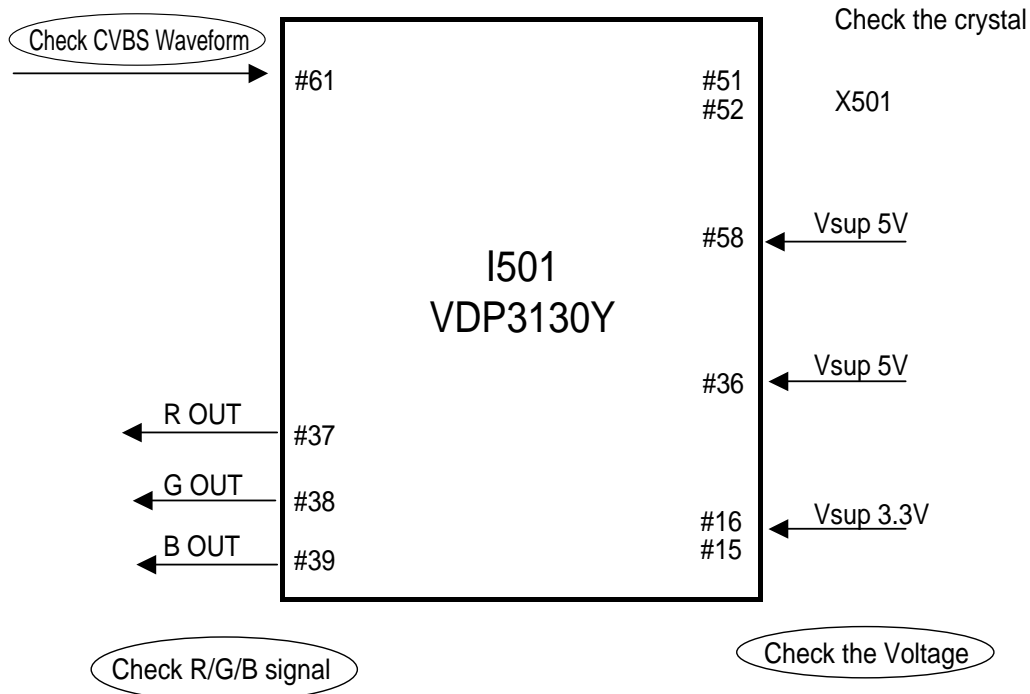 Check the crystal
Check CVBS Waveform
#61
#51
#52
X501
Vsup 5V
#58
I501
VDP3130Y
Vsup 5V
#36
R OUT
#37
G OUT
#38
B OUT
#39
Vsup 3.3V
#16
#15
Check R/G/B signal
Check the Voltage